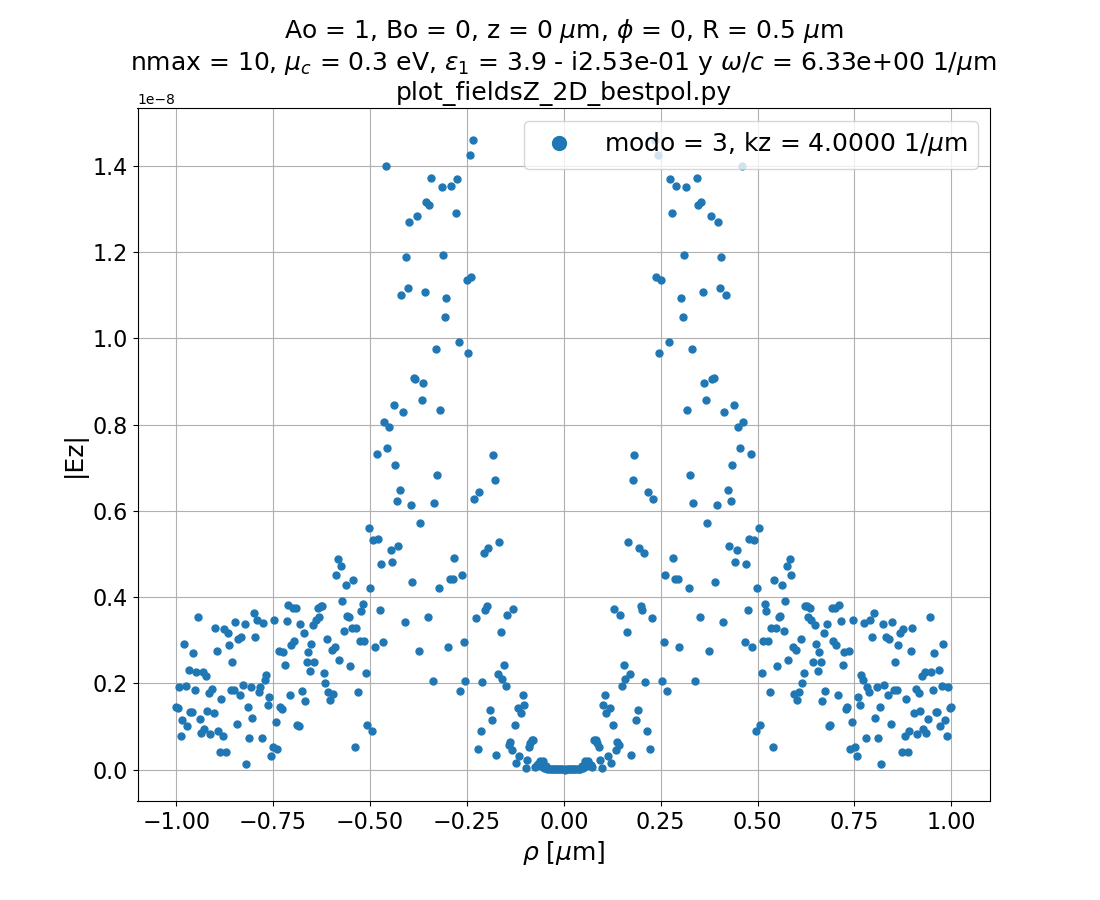 Ao = 1, Bo = 0, z = 0 μm, ϕ = 0, R = 0.5 μm
nmax = 10, μc = 0.3 eV, ε1 = 3.9 - i2.53e-01 y ω/c = 6.33e+00 1/μm
plot_fieldsZ_2D_bestpol.py
1e−8
modo = 3, kz = 4.0000 1/μm
1.4
1.2
1.0
0.8
0.6
0.4
0.2
0.0
|Ez|
−1.00 −0.75 −0.50 −0.25 0.00 0.25 0.50 0.75 1.00
ρ [μm]